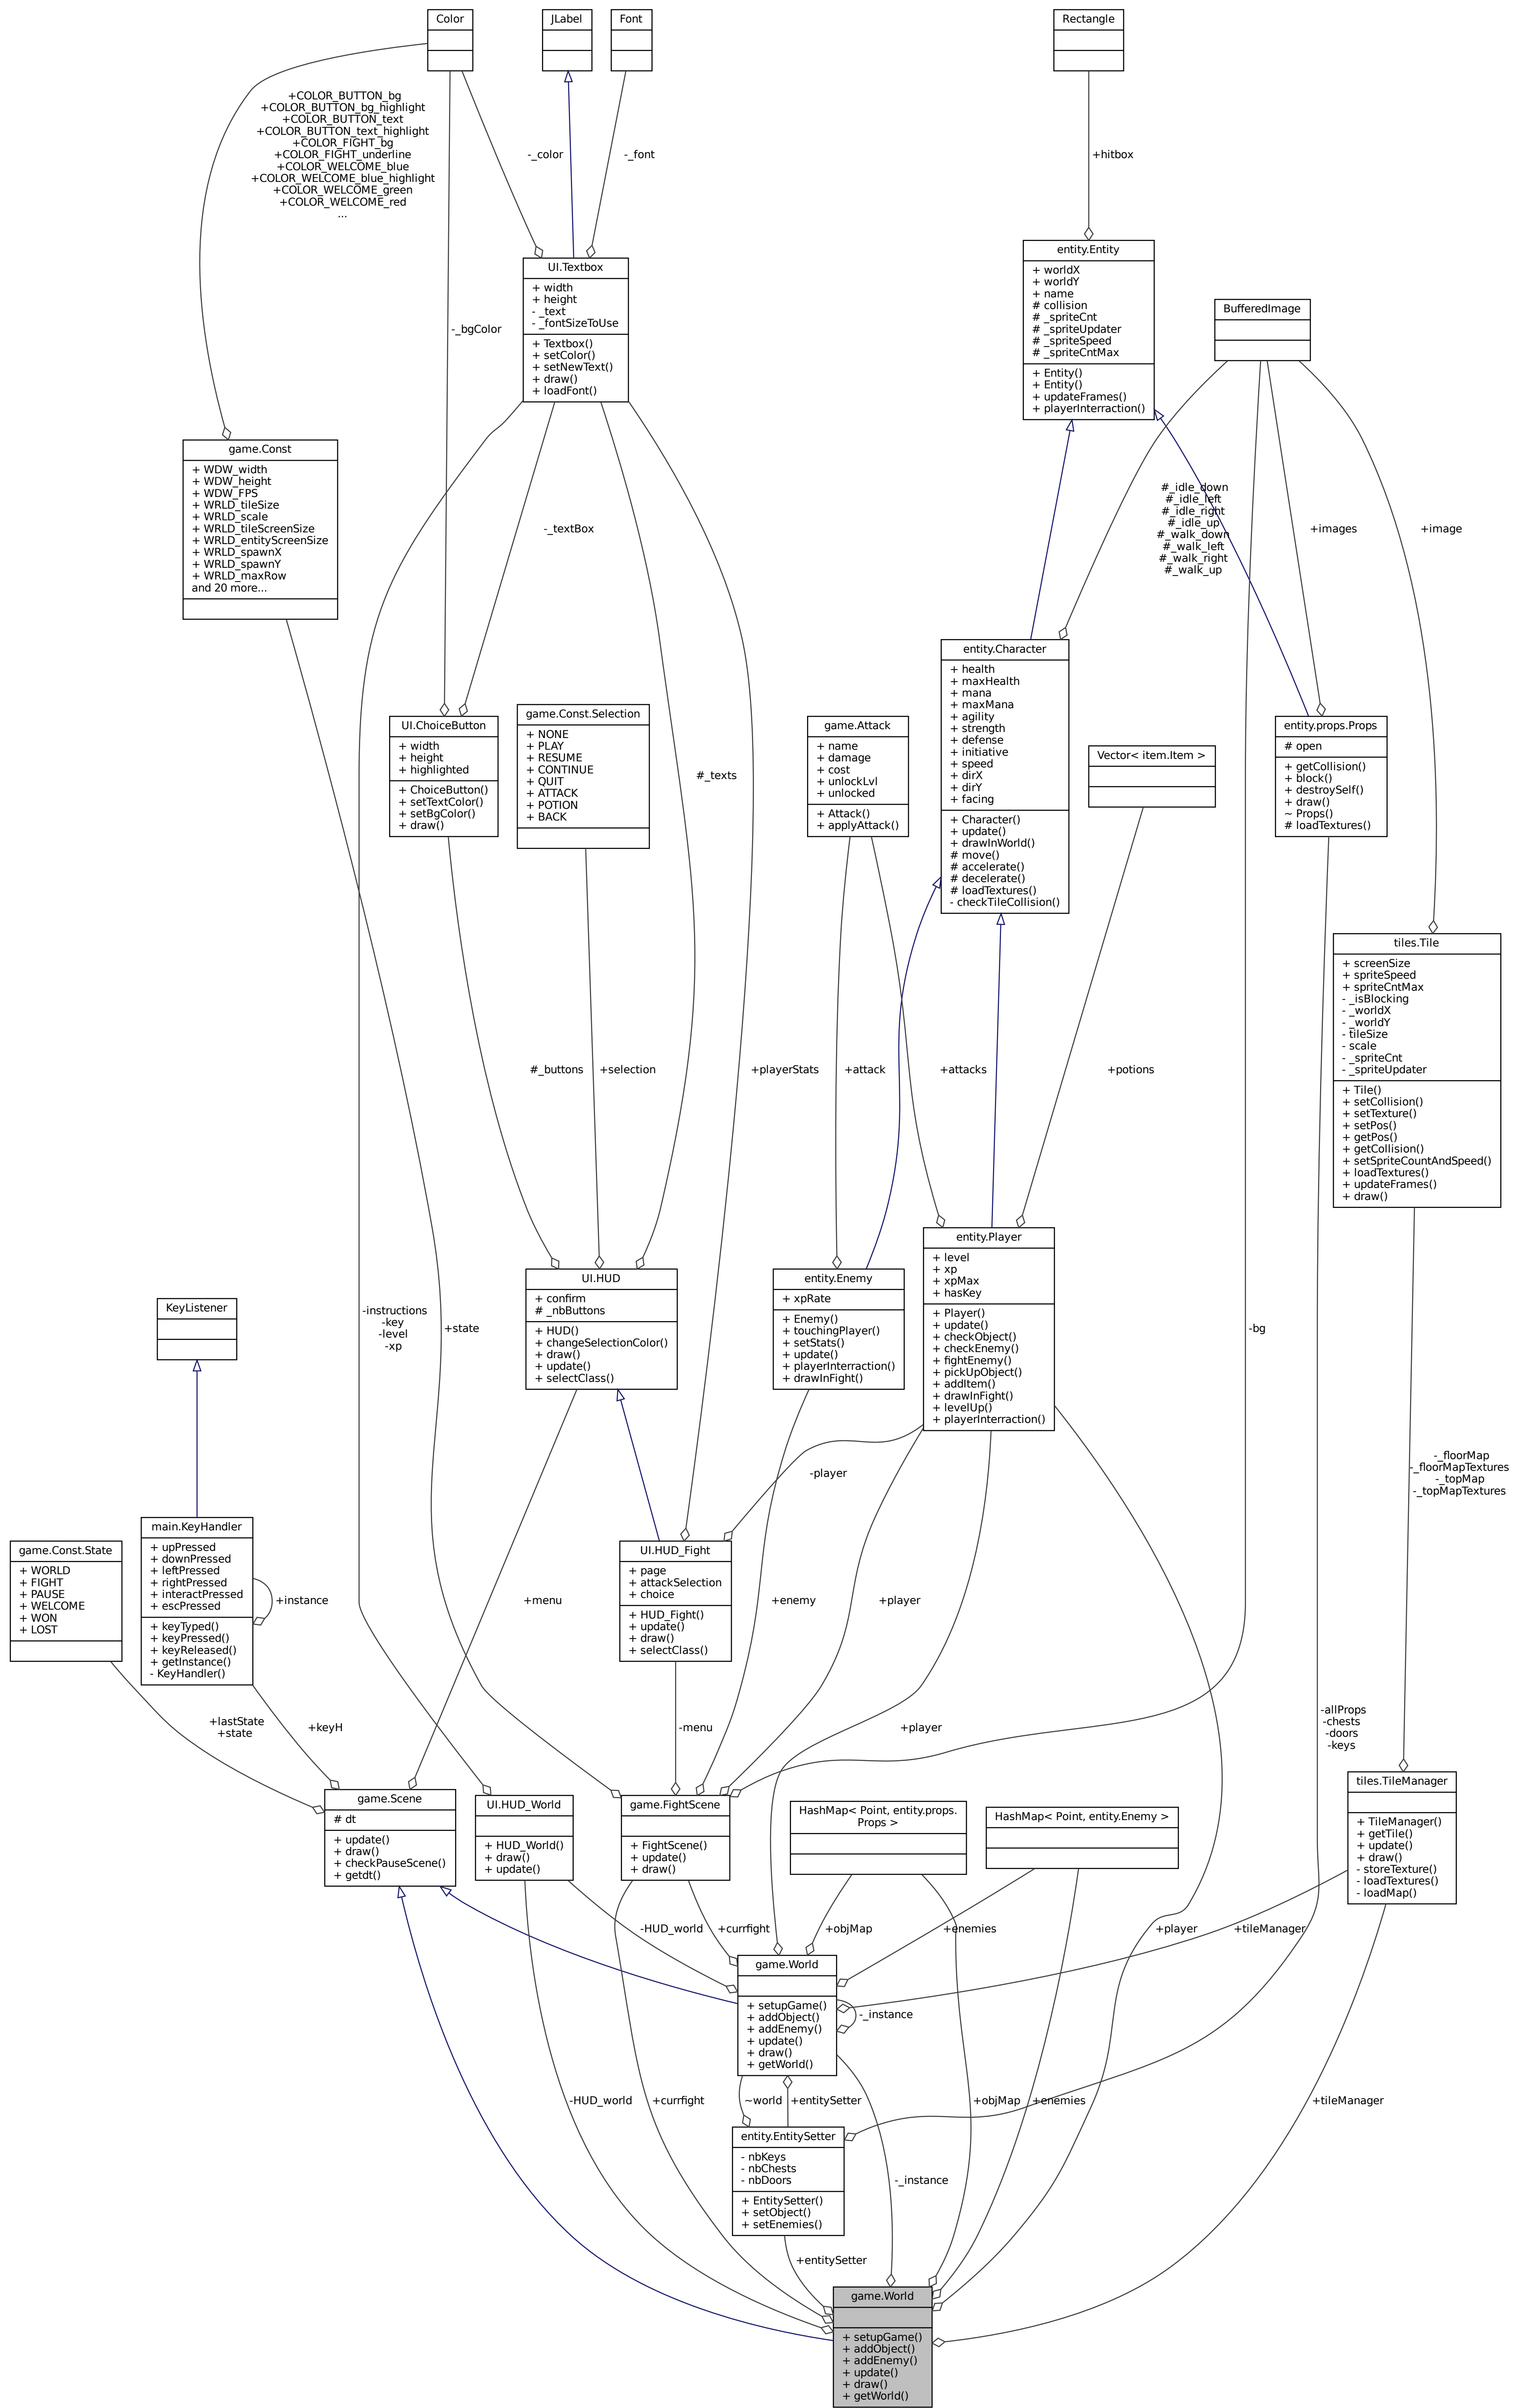 Color
JLabel
Font
Rectangle
+COLOR_BUTTON_bg
+COLOR_BUTTON_bg_highlight
+COLOR_BUTTON_text
+COLOR_BUTTON_text_highlight
+COLOR_FIGHT_bg
+COLOR_FIGHT_underline
+COLOR_WELCOME_blue
+COLOR_WELCOME_blue_highlight
+COLOR_WELCOME_green
+COLOR_WELCOME_red
...
-_color
-_font
+hitbox
UI.Textbox
+ width
+ height
- _text
- _fontSizeToUse
+ Textbox()
+ setColor()
+ setNewText()
+ draw()
+ loadFont()
entity.Entity
+ worldX
+ worldY
+ name
# collision
# _spriteCnt
# _spriteUpdater
# _spriteSpeed
# _spriteCntMax
+ Entity()
+ Entity()
+ updateFrames()
+ playerInterraction()
BufferedImage
-_bgColor
game.Const
+ WDW_width
+ WDW_height
+ WDW_FPS
+ WRLD_tileSize
+ WRLD_scale
+ WRLD_tileScreenSize
+ WRLD_entityScreenSize
+ WRLD_spawnX
+ WRLD_spawnY
+ WRLD_maxRow
and 20 more...
-_textBox
#_idle_down
#_idle_left
#_idle_right
#_idle_up
#_walk_down
#_walk_left
#_walk_right
#_walk_up
+images
+image
entity.Character
+ health
+ maxHealth
+ mana
+ maxMana
+ agility
+ strength
+ defense
+ initiative
+ speed
+ dirX
+ dirY
+ facing
+ Character()
+ update()
+ drawInWorld()
# move()
# accelerate()
# decelerate()
# loadTextures()
- checkTileCollision()
UI.ChoiceButton
+ width
+ height
+ highlighted
+ ChoiceButton()
+ setTextColor()
+ setBgColor()
+ draw()
game.Const.Selection
+ NONE
+ PLAY
+ RESUME
+ CONTINUE
+ QUIT
+ ATTACK
+ POTION
+ BACK
#_texts
game.Attack
+ name
+ damage
+ cost
+ unlockLvl
+ unlocked
+ Attack()
+ applyAttack()
Vector< item.Item >
entity.props.Props
# open
+ getCollision()
+ block()
+ destroySelf()
+ draw()
~ Props()
# loadTextures()
tiles.Tile
+ screenSize
+ spriteSpeed
+ spriteCntMax
- _isBlocking
- _worldX
- _worldY
- tileSize
- scale
- _spriteCnt
- _spriteUpdater
+ Tile()
+ setCollision()
+ setTexture()
+ setPos()
+ getPos()
+ getCollision()
+ setSpriteCountAndSpeed()
+ loadTextures()
+ updateFrames()
+ draw()
#_buttons
+selection
+playerStats
+attack
+attacks
+potions
entity.Player
+ level
+ xp
+ xpMax
+ hasKey
+ Player()
+ update()
+ checkObject()
+ checkEnemy()
+ fightEnemy()
+ pickUpObject()
+ addItem()
+ drawInFight()
+ levelUp()
+ playerInterraction()
UI.HUD
+ confirm
# _nbButtons
+ HUD()
+ changeSelectionColor()
+ draw()
+ update()
+ selectClass()
entity.Enemy
+ xpRate
+ Enemy()
+ touchingPlayer()
+ setStats()
+ update()
+ playerInterraction()
+ drawInFight()
KeyListener
-instructions
-key
-level
-xp
+state
-bg
-player
-_floorMap
-_floorMapTextures
-_topMap
-_topMapTextures
main.KeyHandler
+ upPressed
+ downPressed
+ leftPressed
+ rightPressed
+ interactPressed
+ escPressed
+ keyTyped()
+ keyPressed()
+ keyReleased()
+ getInstance()
- KeyHandler()
+instance
game.Const.State
+ WORLD
+ FIGHT
+ PAUSE
+ WELCOME
+ WON
+ LOST
UI.HUD_Fight
+ page
+ attackSelection
+ choice
+ HUD_Fight()
+ update()
+ draw()
+ selectClass()
+menu
+enemy
+player
+lastState
+state
+keyH
-menu
+player
-allProps
-chests
-doors
-keys
game.Scene
# dt
+ update()
+ draw()
+ checkPauseScene()
+ getdt()
UI.HUD_World
+ HUD_World()
+ draw()
+ update()
game.FightScene
+ FightScene()
+ update()
+ draw()
HashMap< Point, entity.props.
Props >
HashMap< Point, entity.Enemy >
tiles.TileManager
+ TileManager()
+ getTile()
+ update()
+ draw()
- storeTexture()
- loadTextures()
- loadMap()
-HUD_world
+currfight
+objMap
+enemies
+player
+tileManager
game.World
+ setupGame()
+ addObject()
+ addEnemy()
+ update()
+ draw()
+ getWorld()
-_instance
-HUD_world
+currfight
~world
+entitySetter
+objMap
+enemies
+tileManager
entity.EntitySetter
- nbKeys
- nbChests
- nbDoors
+ EntitySetter()
+ setObject()
+ setEnemies()
-_instance
+entitySetter
game.World
+ setupGame()
+ addObject()
+ addEnemy()
+ update()
+ draw()
+ getWorld()